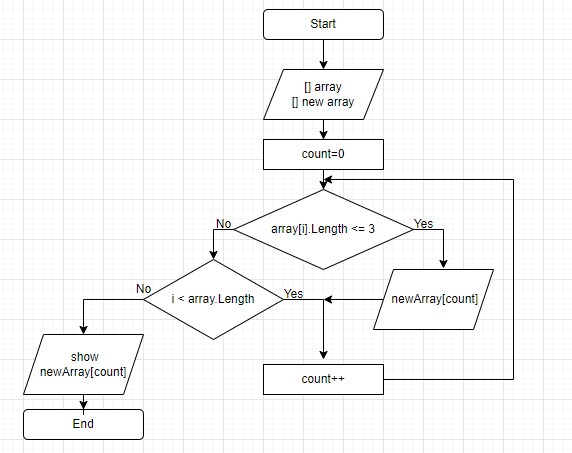 Start
[] array
[] new array
count=0
array[i].Length <= 3
No
Yes
i < array.Length
No
Yes
newArray[count]
show
newArray[count]
count++
End